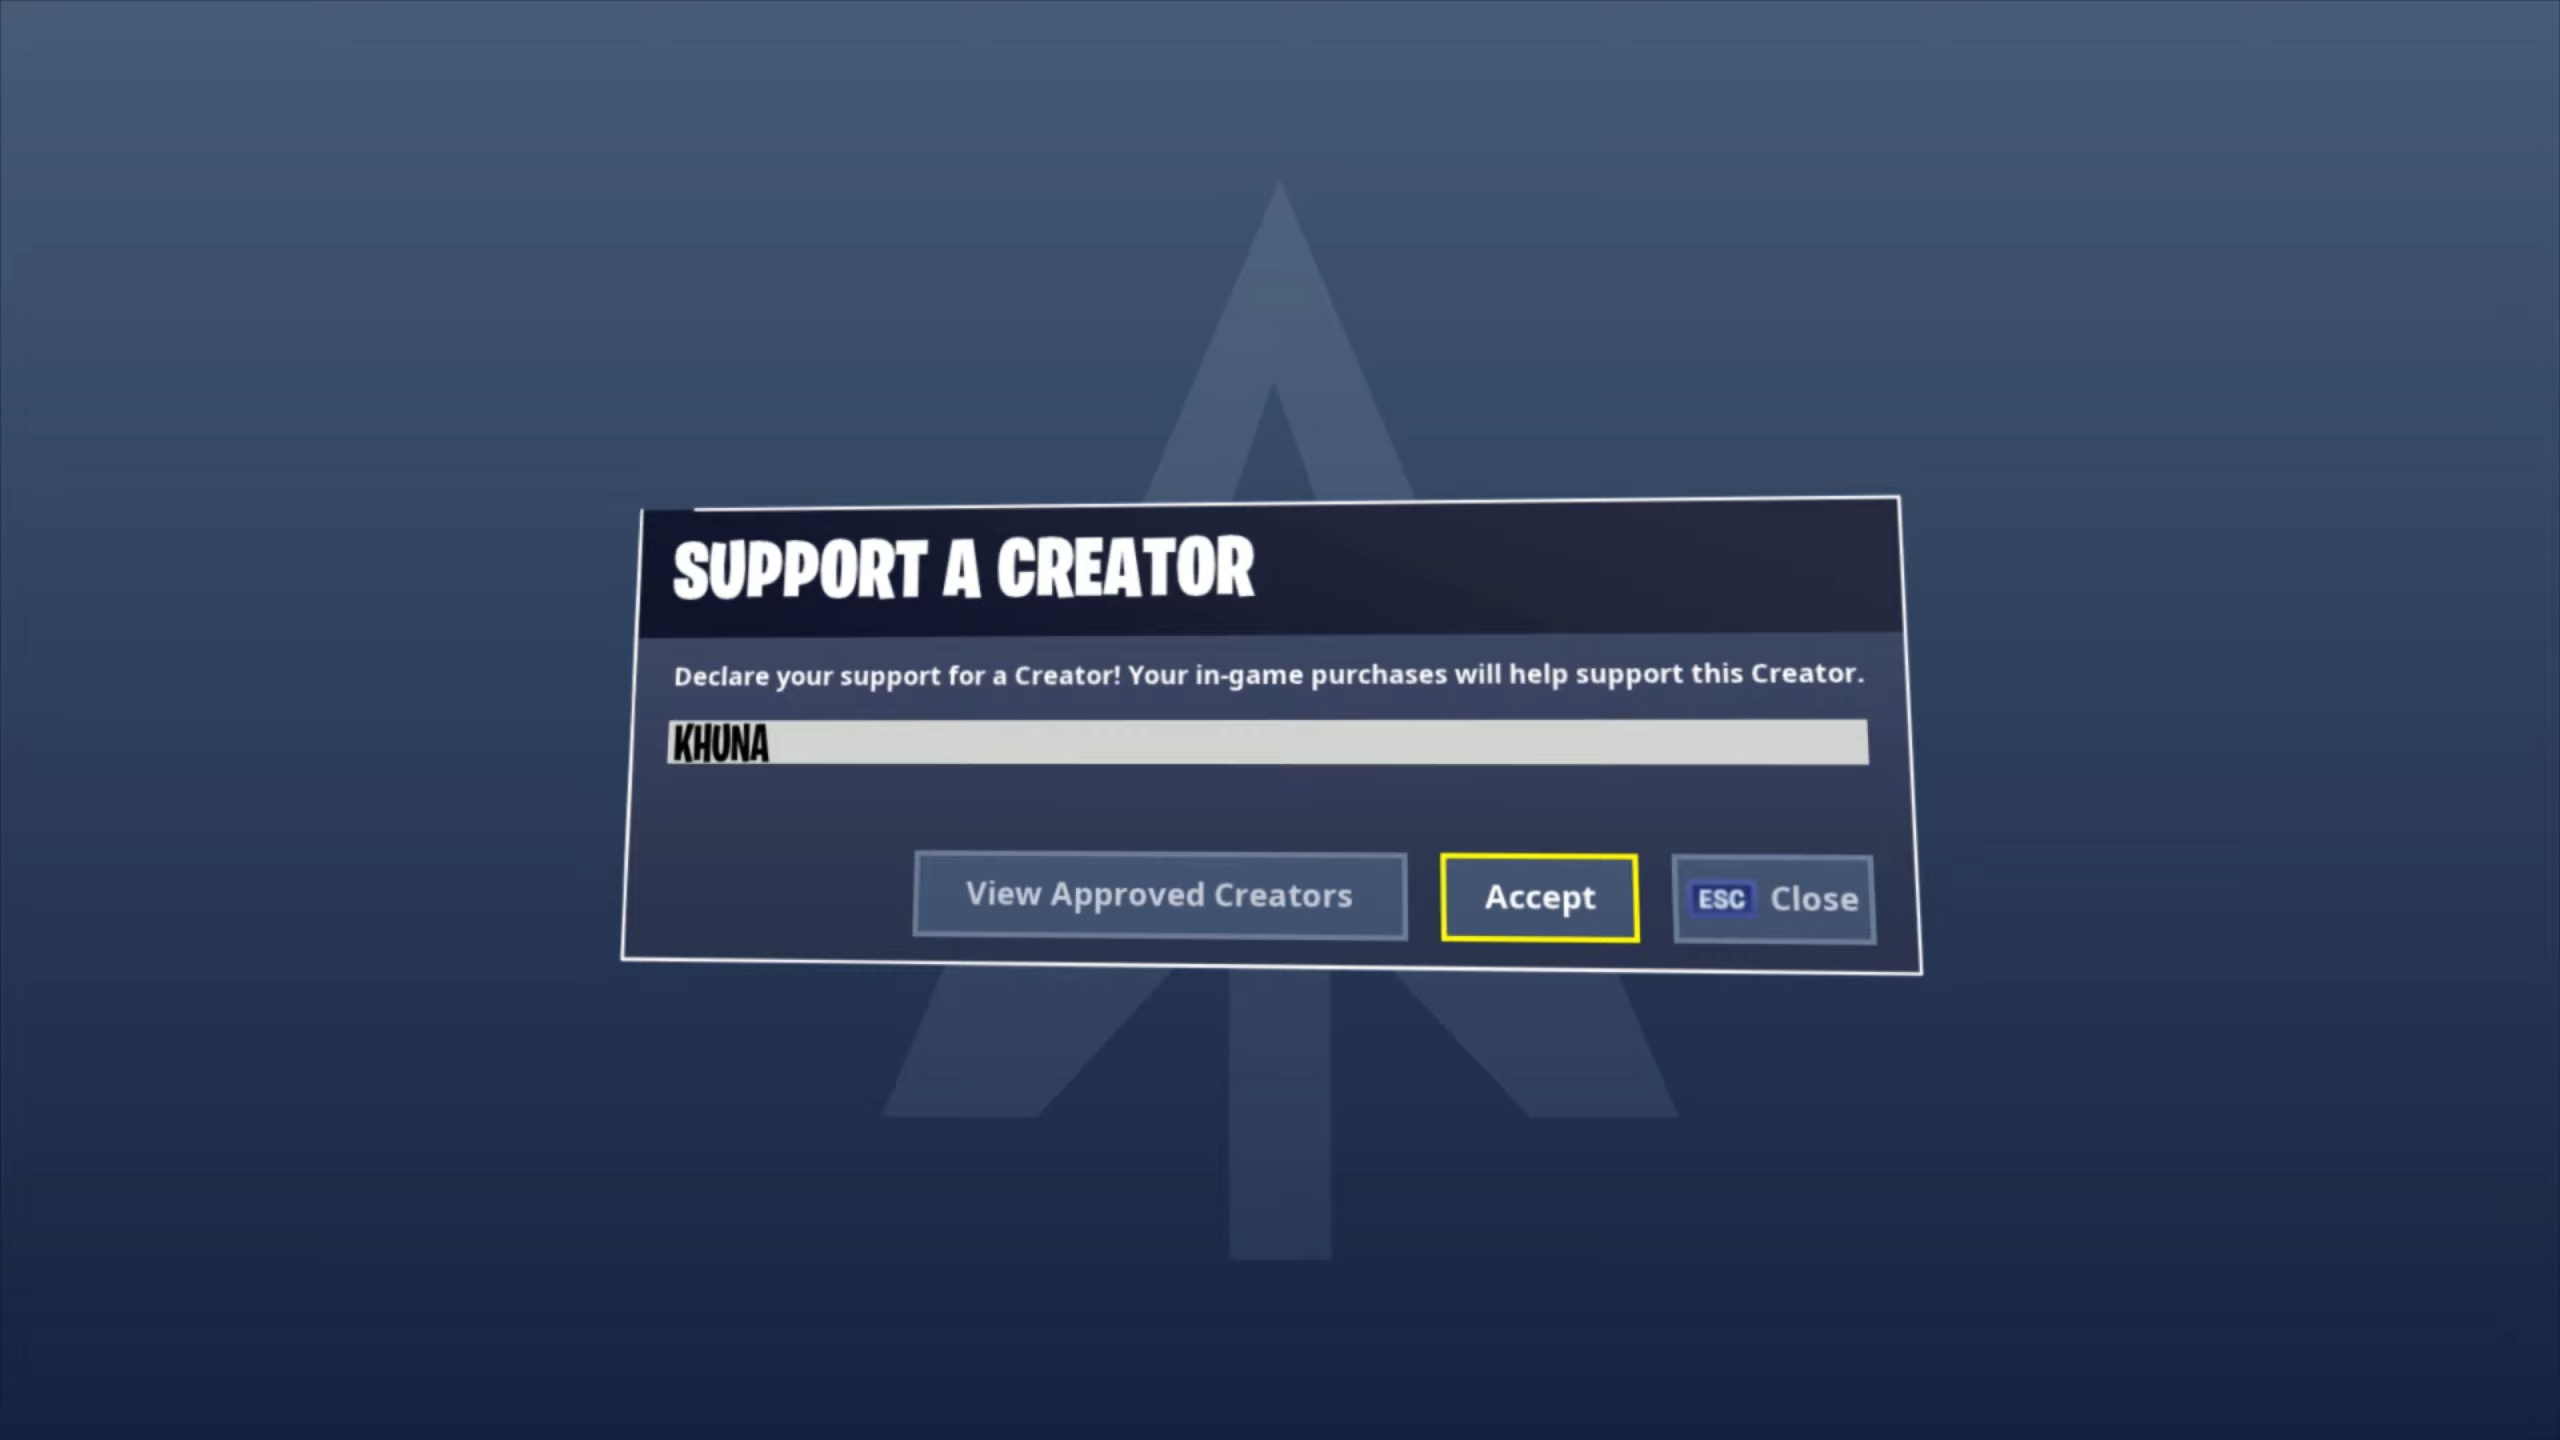 SUPPORT A CREATOR
Declare your support for a Creator! Your in-game purchases will help support this Creator.
KHUNA
View Approved Creators
Accept
ESC Close